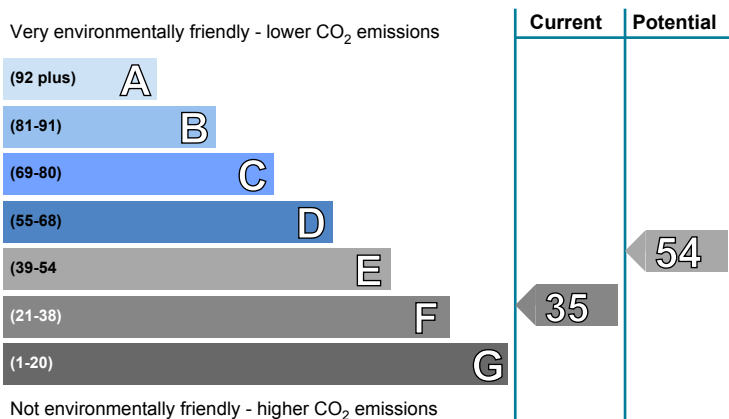 Current Potential
Very environmentally friendly - lower CO2 emissions
(92 plus) A
(81-91) B
(69-80) C
(55-68) D
54
(39-54 E
35
(21-38) F
(1-20) G
Not environmentally friendly - higher CO2 emissions